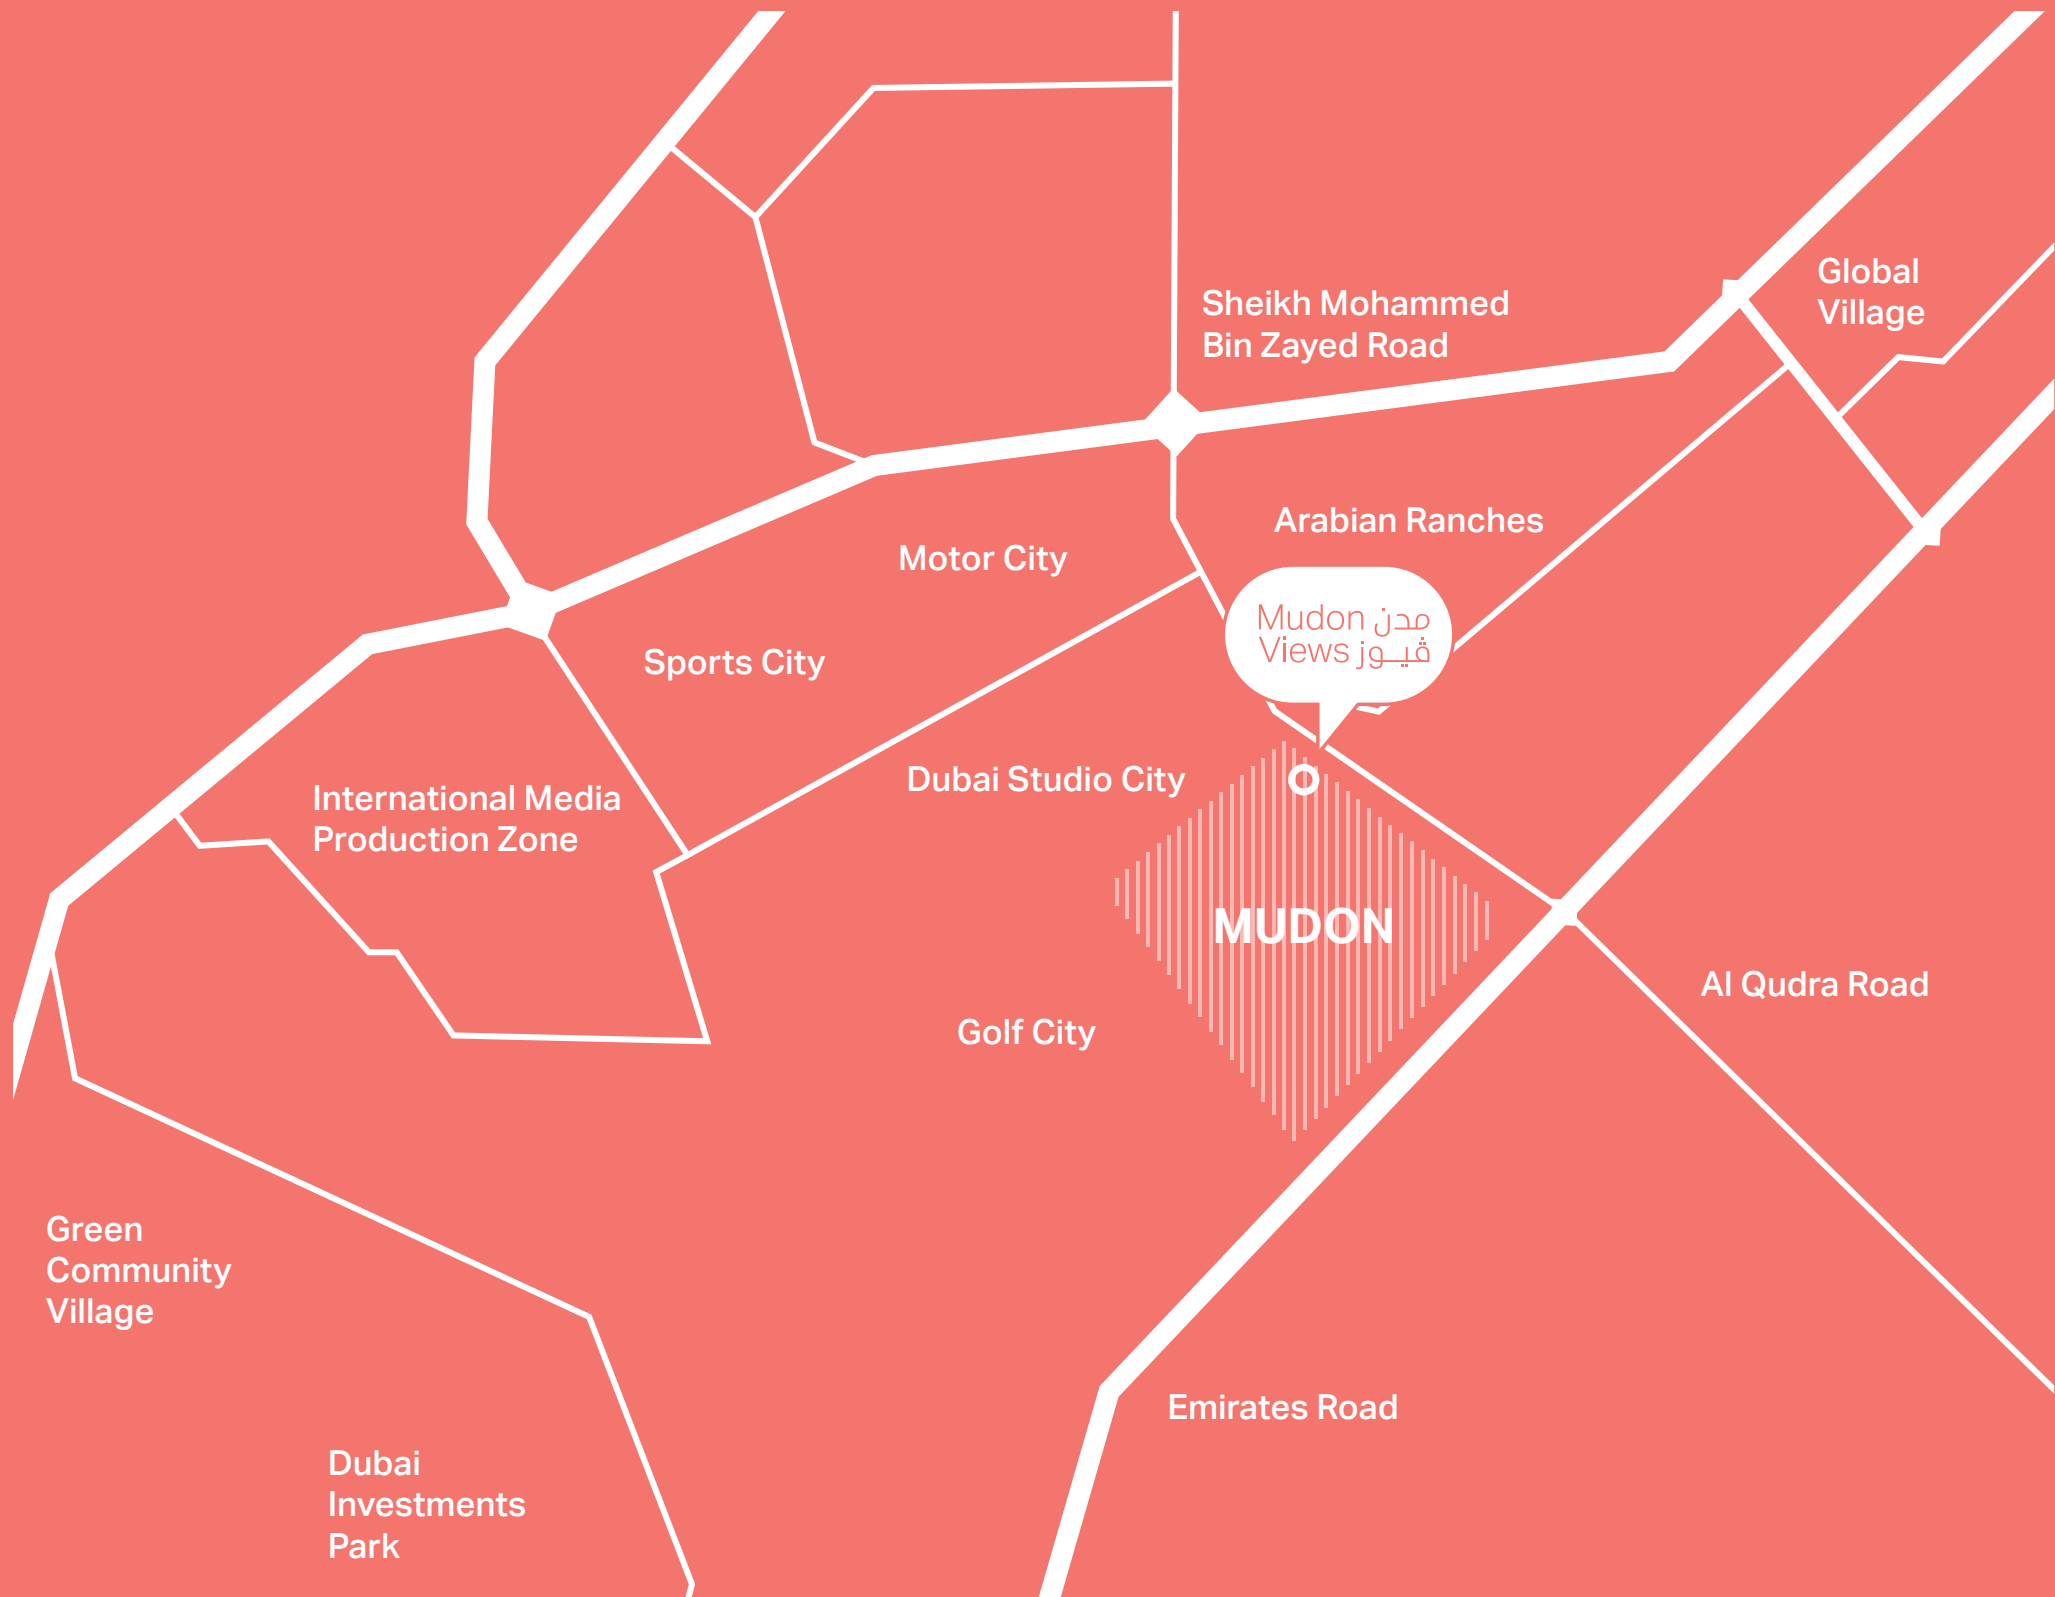 Global
Village
Sheikh Mohammed
Bin Zayed Road
Arabian Ranches
Motor City
Mudon مدن
Views ڤيوز
Sports City
Dubai Studio City
International Media
Production Zone
MUDON
Al Qudra Road
Golf City
Green
Community
Village
Emirates Road
Dubai
Investments
Park